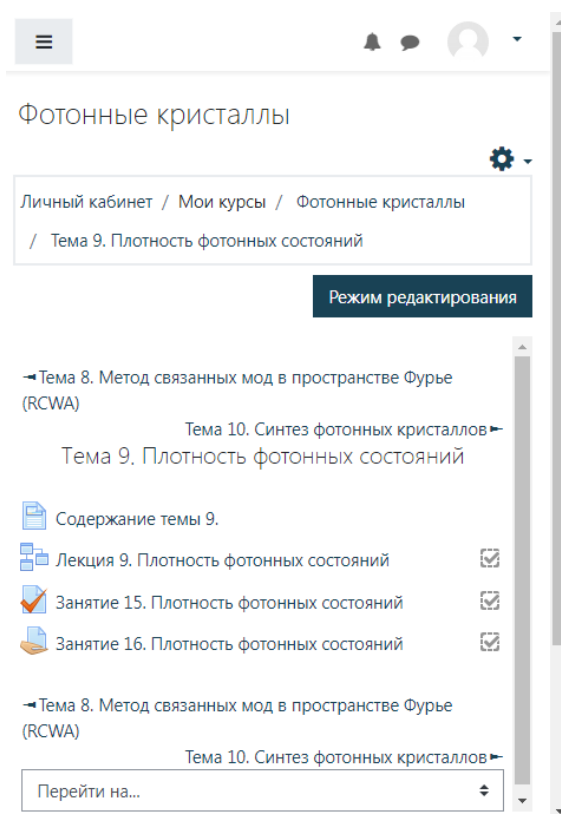 Фотонные кристаллы
Личный кабинет / Мои курсы / Фотонные кристаллы
/ Тема 9. Плотность фотонных состояний
Режим редактирования
Тема 8. Метод связанных мод в пространстве Фурье
(RCWA)
Тема 10. Синтез фотонных кристаллов
Тема 9. Плотность фотонных состояний
Содержание темы 9.
Лекция 9. Плотность фотонных состояний
Занятие 15. Плотность фотонных состояний
Занятие 16. Плотность фотонных состояний
Тема 8. Метод связанных мод в пространстве Фурье
(RCWA)
Тема 10. Синтез фотонных кристаллов
Перейти на...